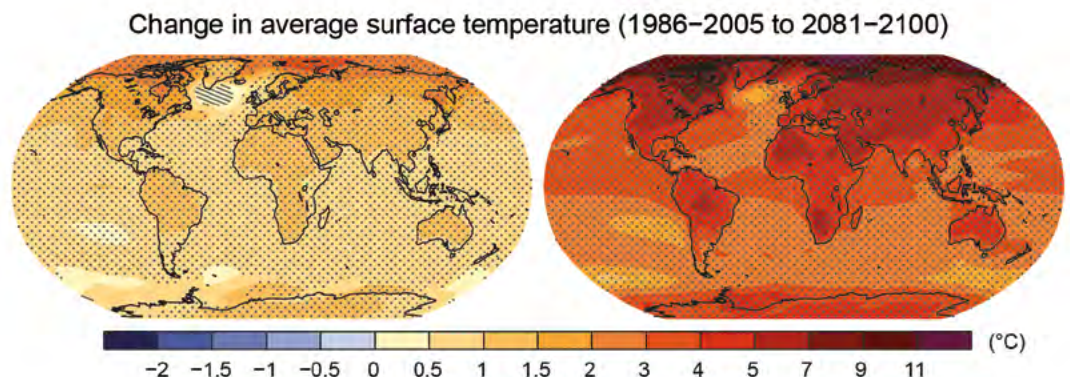 Change in average surface temperature (1986−2005 to 2081−2100)
−2 −1.5 −1 −0.5 0 0.5 1 1.5 2 3 4 5 7 9 11 (°C)